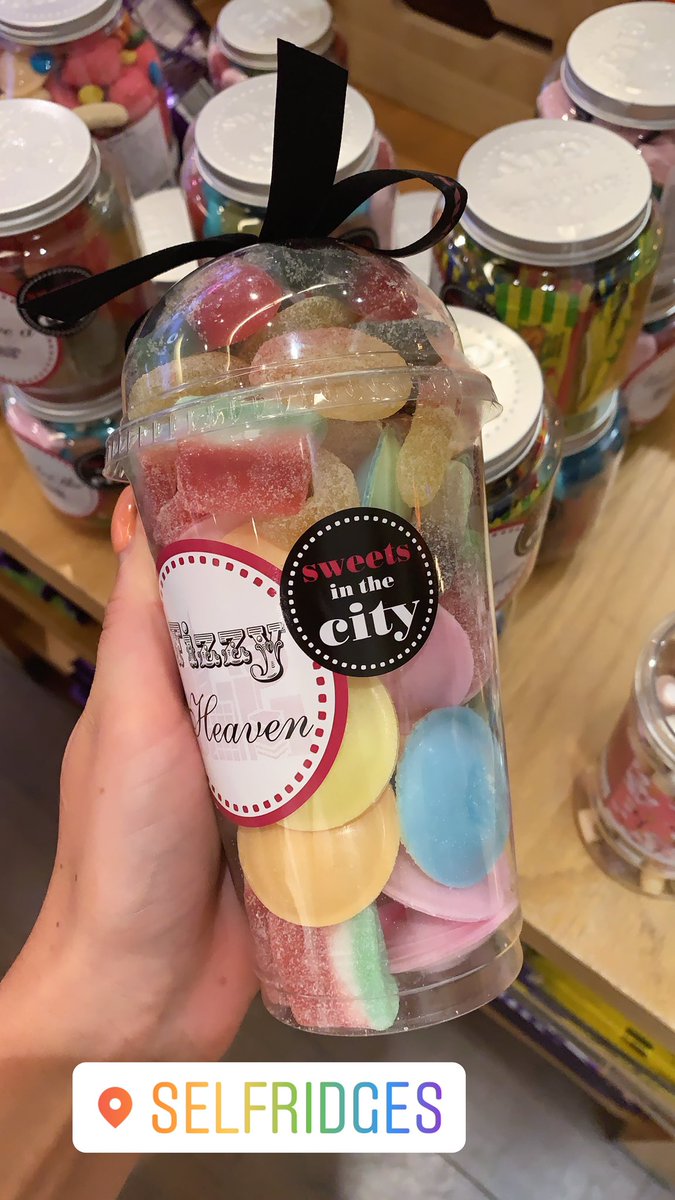 sweets
in the
city
Fizzy
Heaven
SELFRIDGES